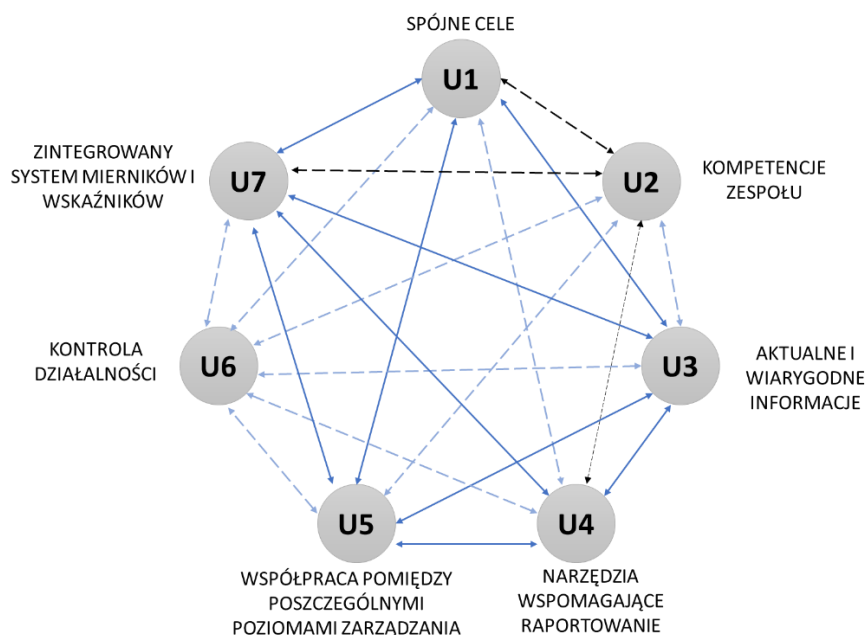 SPÓJNE CELE
U1
ZINTEGROWANY
SYSTEM MIERNIKÓW I
WSKAŹNIKÓW
U7
U2
KOMPETENCJE
ZESPOŁU
KONTROLA
DZIAŁALNOŚCI
U6
U3
AKTUALNE I
WIARYGODNE
INFORMACJE
U5
U4
WSPÓŁPRACA POMIĘDZY
POSZCZEGÓLNYMI
POZIOMAMI ZARZĄDZANIA
NARZĘDZIA
WSPOMAGAJĄCE
RAPORTOWANIE